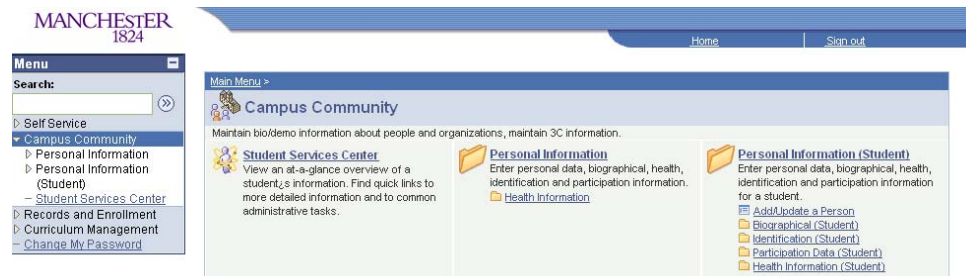 MANCHESTER
1824
Home
Sign out
Menu
Search:
Self Service
Campus Community
Personal Information
Personal Information
(Student)
Student Services Center
Records and Enrollment
Curriculum Management
Change My Password
Main Menu >
Campus Community
Maintain bio/demo information about people and organizations, maintain 3C information.
Student Services Center
View an at-a-glance overview of a
student¿s information. Find quick links to
more detailed information and to common
administrative tasks.
Personal Information
Enter personal data, biographical, health,
identification and participation information.
Health Information
Personal Information (Student)
Enter personal data, biographical, health,
identification and participation information
for a student.
Add/Update a Person
Biographical (Student)
Identification (Student)
Participation Data (Student)
Health Information (Student)